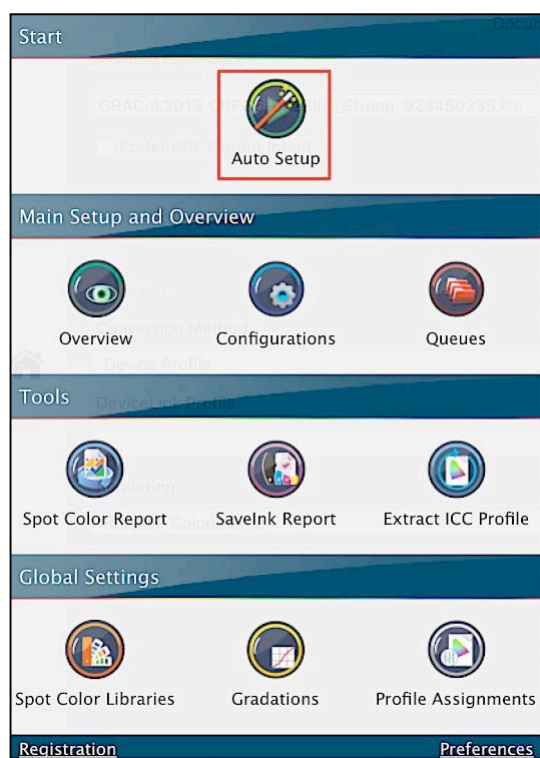 Start
Auto Setup
Main Setup and Overview
Overview
Configurations
Queues
Tools
Spot Color Report
SaveInk Report
Extract ICC Profile
Global Settings
Spot Color Libraries
Gradations
Profile Assignments
Registration
Preferences